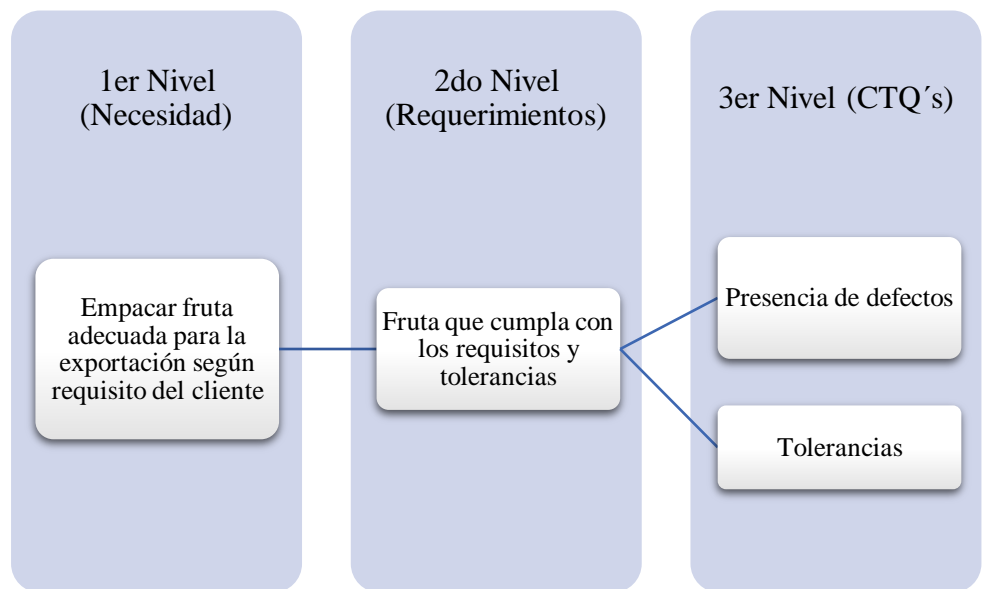 1er Nivel
(Necesidad)
Empacar fruta
adecuada para la
exportación según
requisito del cliente
2do Nivel
(Requerimientos)
Fruta que cumpla con
los requisitos y
tolerancias
3er Nivel (CTQ´s)
Presencia de defectos
Tolerancias